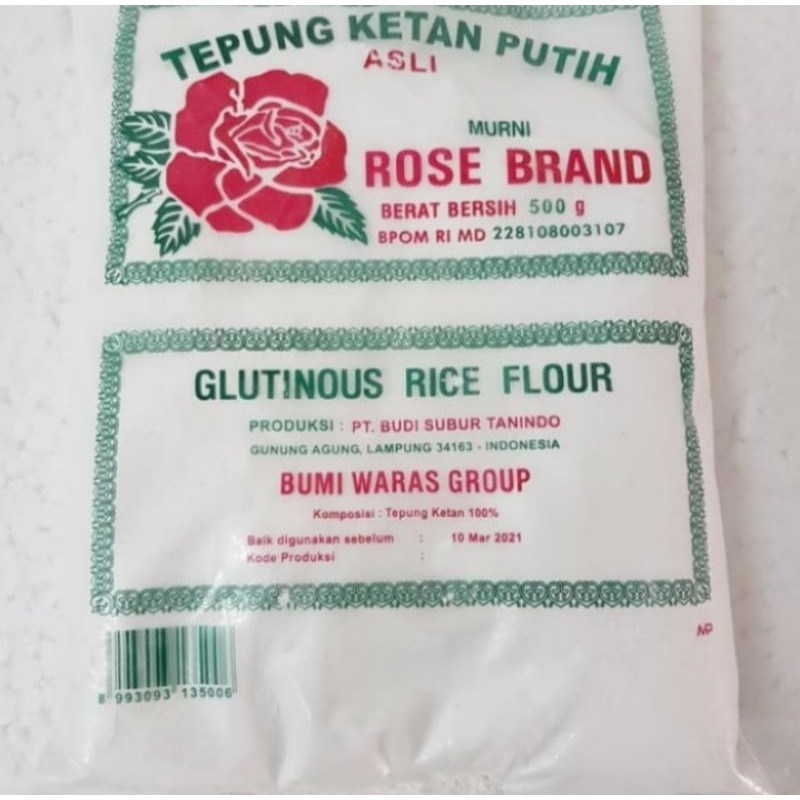 TEPUNG KETAN PUTIH
ASLI
MURNI
ROSE BRAND
BERAT BERSIH 500 g
BPOM RI MD 228108003107
GLUTINOUS RICE FLOUR
PRODUKSI : PT. BUDI SUBUR TANINDO
GUNUNG AGUNG, LAMPUNG 34163 - INDONESIA
BUMI WARAS GROUP
Komposisi : Tepung Ketan 100%
Baik digunakan sebelum : 10 Mar 2021
Kode Produksi :
NP
8 993093 135006